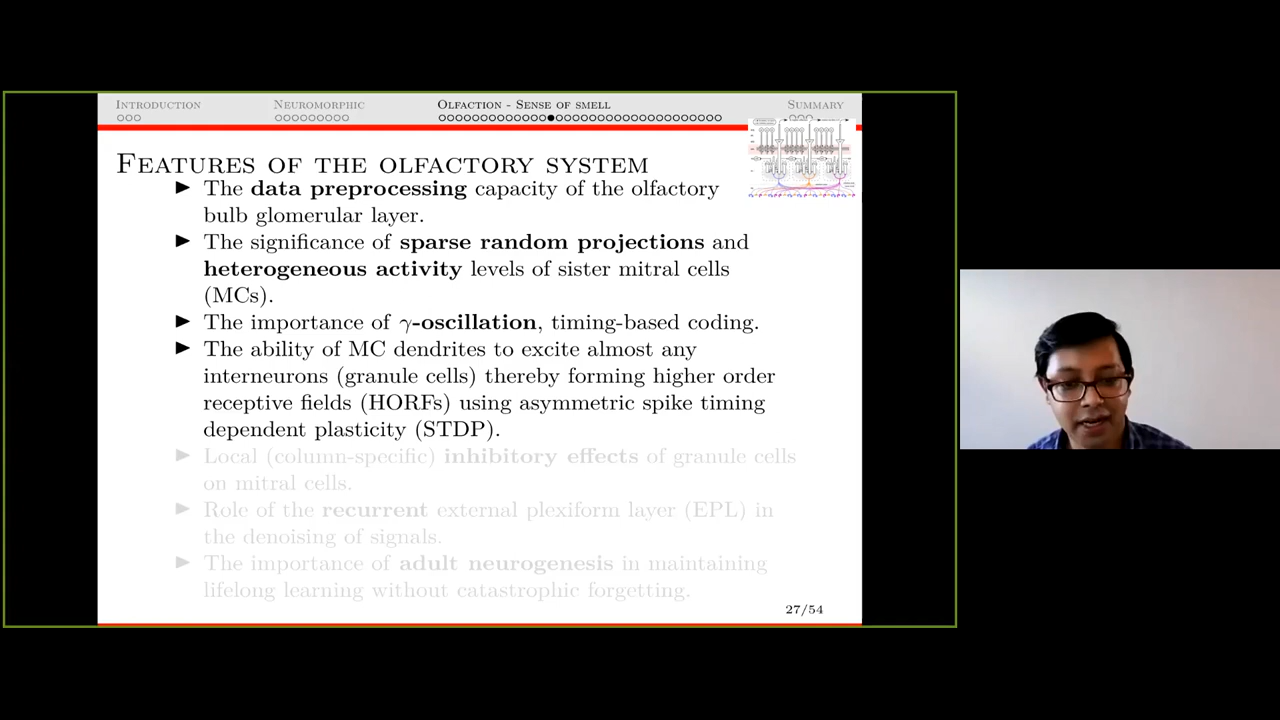 Introduction
Neuromorphic
Olfaction - Sense of smell
Summary
Features of the olfactory system
▶ The data preprocessing capacity of the olfactory
bulb glomerular layer.
▶ The significance of sparse random projections and
heterogeneous activity levels of sister mitral cells
(MCs).
▶ The importance of γ-oscillation, timing-based coding.
▶ The ability of MC dendrites to excite almost any
interneurons (granule cells) thereby forming higher order
receptive fields (HORFs) using asymmetric spike timing
dependent plasticity (STDP).
▶ Local (column-specific) inhibitory effects of granule cells
on mitral cells.
▶ Role of the recurrent external plexiform layer (EPL) in
the denoising of signals.
▶ The importance of adult neurogenesis in maintaining
lifelong learning without catastrophic forgetting.
27/54